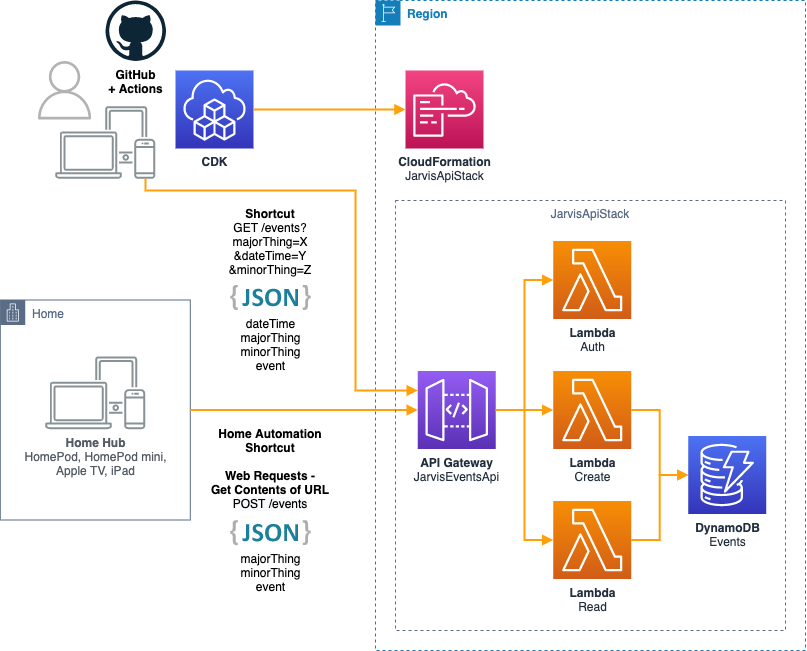 GitHub
+ Actions
CDK
Region
CloudFormation
JarvisApiStack
Shortcut
GET /events?
majorThing=X
&dateTime=Y
&minorThing=Z
{JSON}
dateTime
majorThing
minorThing
event
Home
Home Hub
HomePod, HomePod mini,
Apple TV, iPad
Home Automation
Shortcut
Web Requests -
Get Contents of URL
POST /events
{JSON}
majorThing
minorThing
event
JarvisApiStack
Lambda
Auth
</>
API Gateway
JarvisEventsApi
Lambda
Create
Lambda
Read
DynamoDB
Events